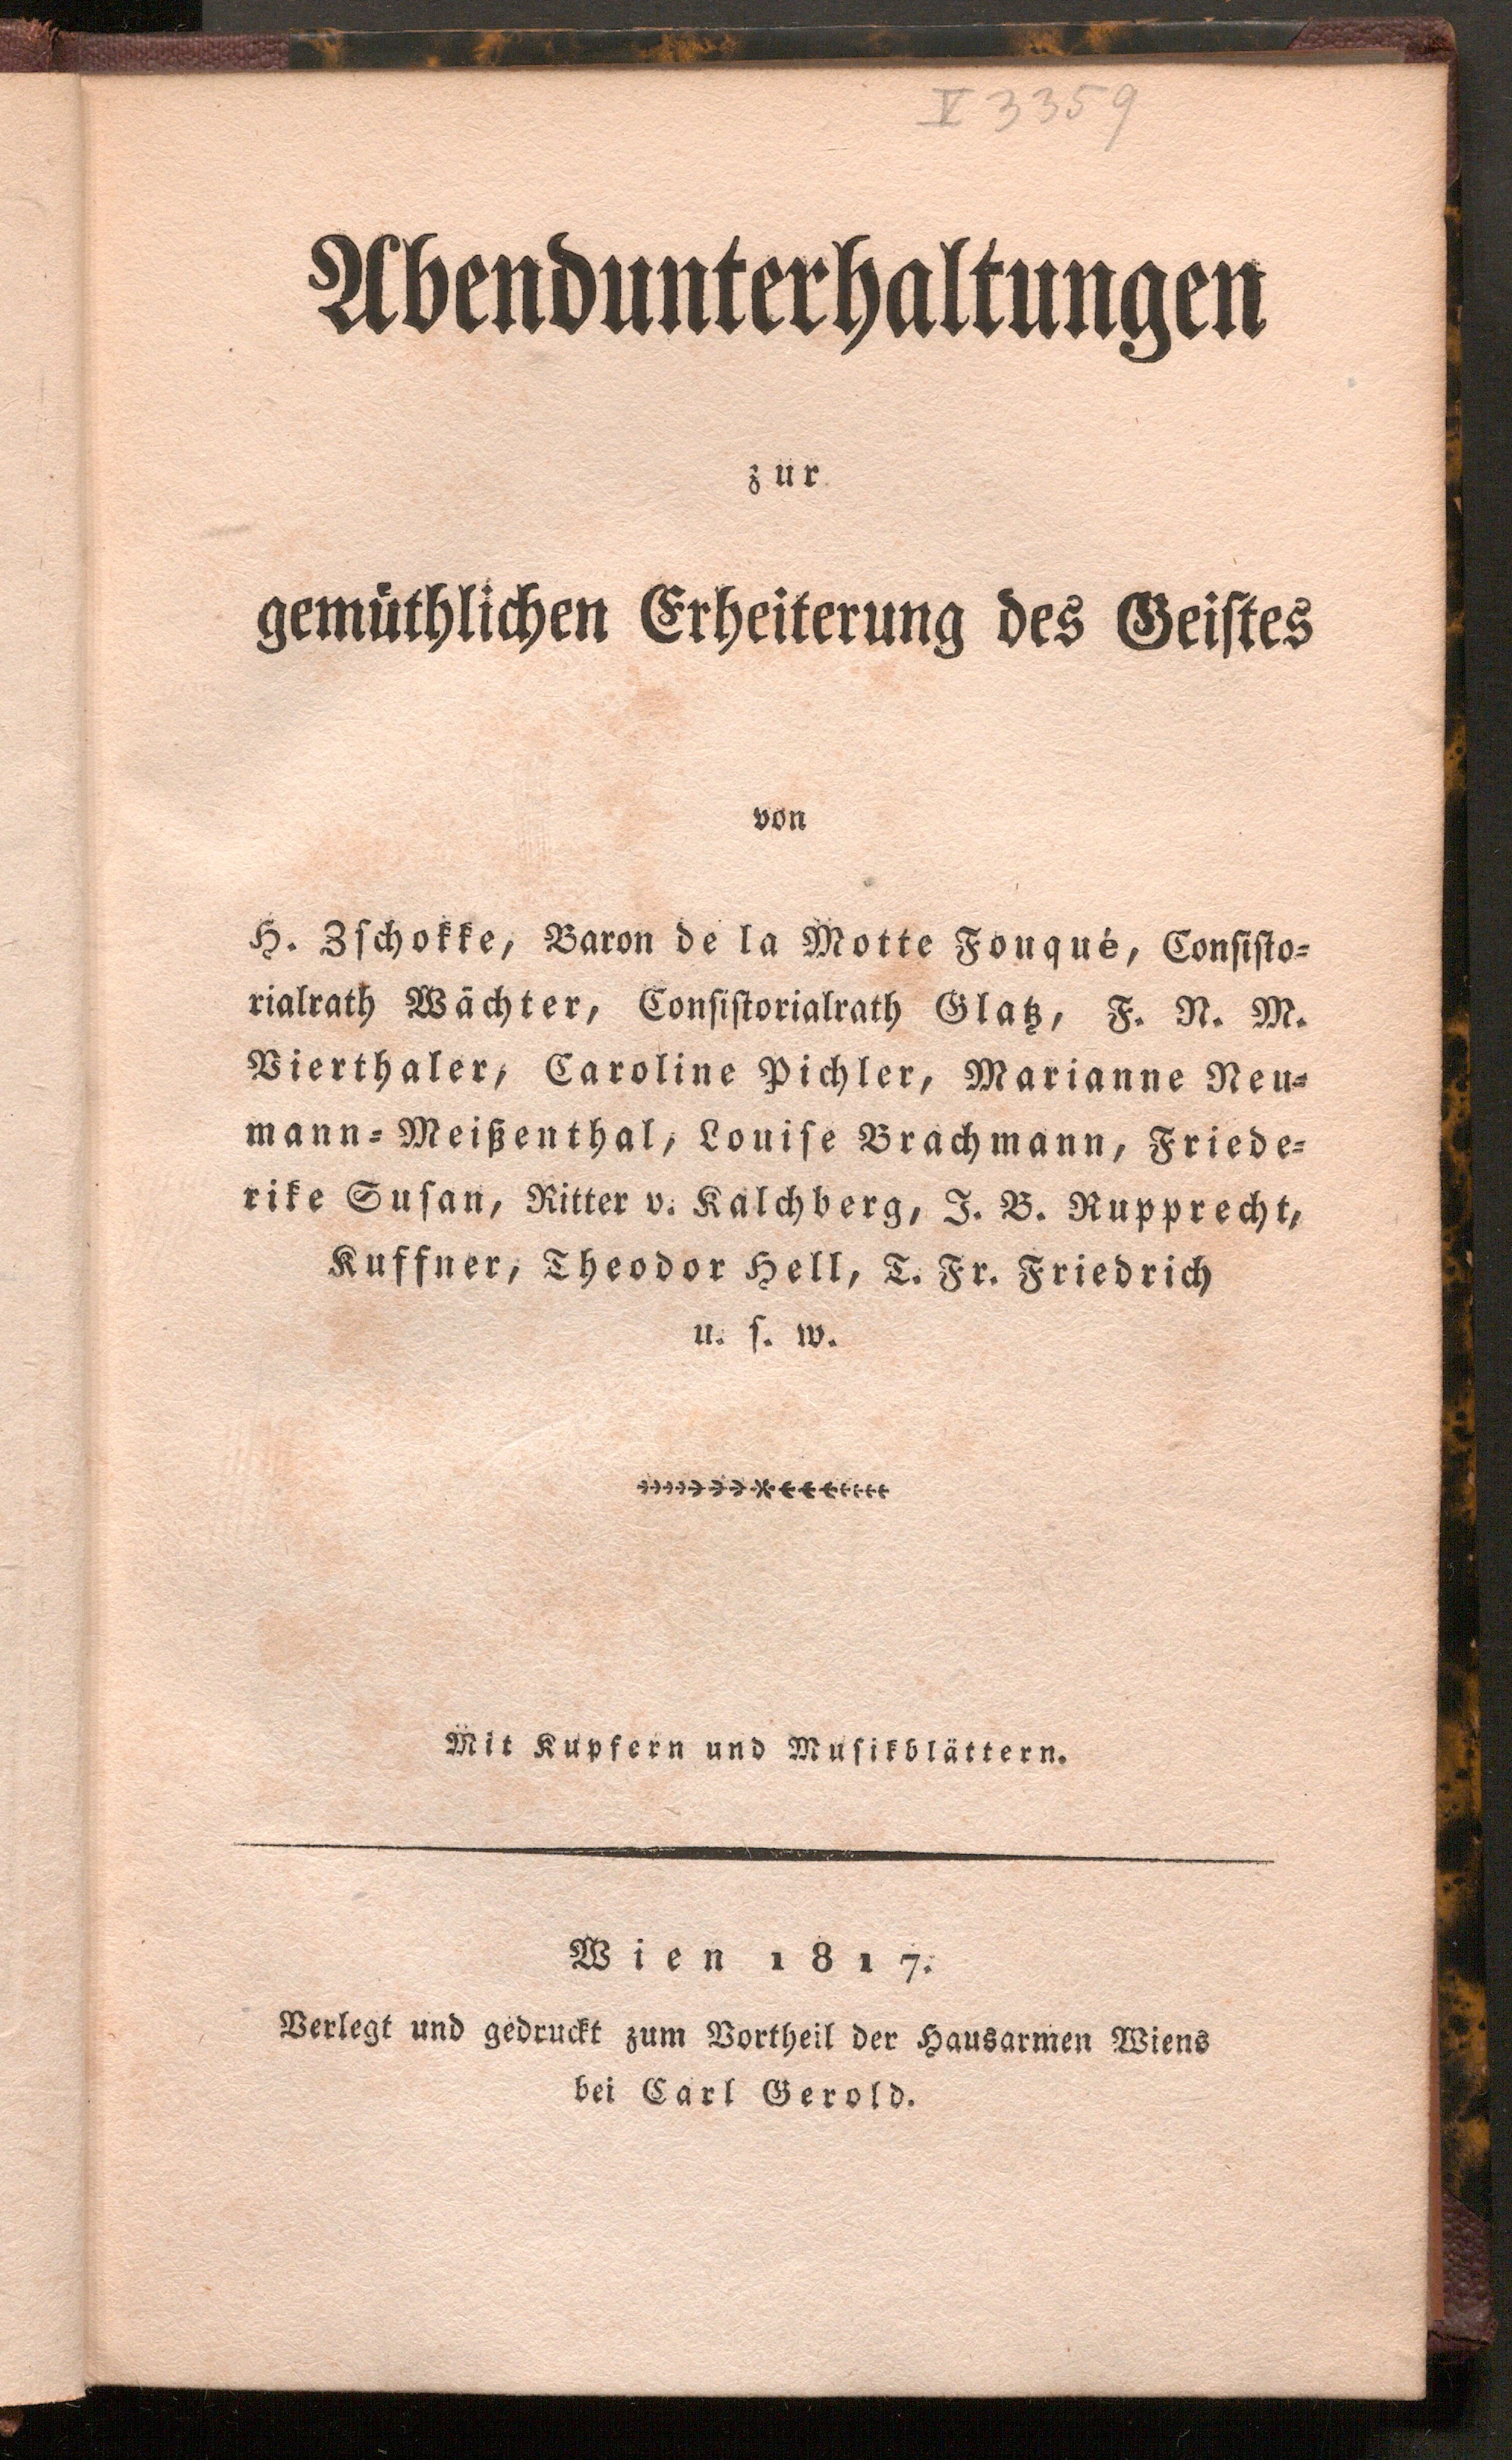 V 3359
Abendunterhaltungen
zur
gemüthlichen Erheiterung des Geistes
von
H. Zschokke, Baron de la Motte Fouqué, Consisto-
rialrath Wächter, Consistorialrath Glatz, F. N. M.
Vierthaler, Caroline Pichler, Marianne Neu-
mann-Meißenthal, Louise Brachmann, Friede-
rike Susan, Ritter v. Kalchberg, J. B. Rupprecht,
Kuffner, Theodor Hell, T. Fr. Friedrich
u. s. w.
Mit Kupfern und Musikblättern.
Wien 1817.
Verlegt und gedruckt zum Vortheil der Hausarmen Wiens
bei Carl Gerold.